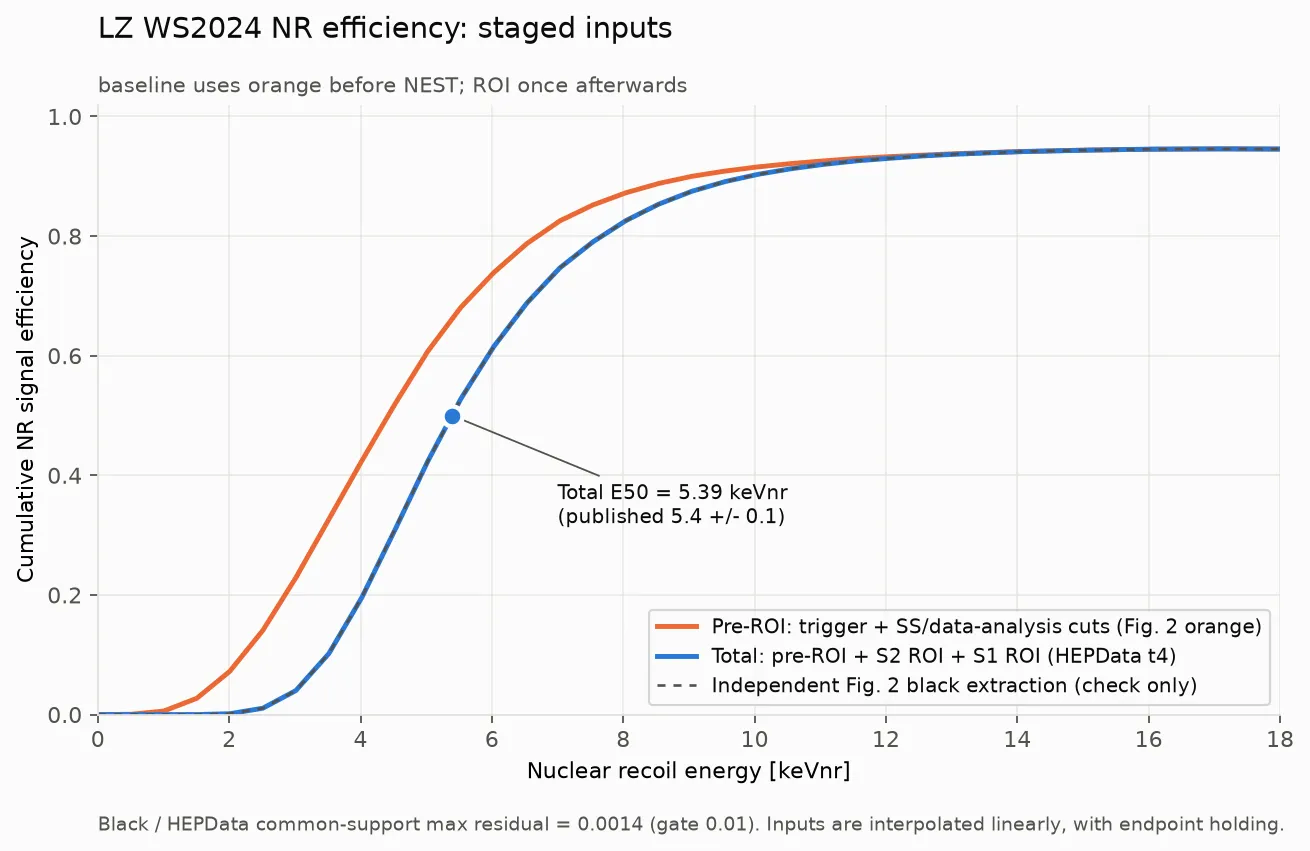 LZ WS2024 NR efficiency: staged inputs
baseline uses orange before NEST; ROI once afterwards
Cumulative NR signal efficiency
1.0
0.8
0.6
0.4
0.2
0.0
Total E50 = 5.39 keVnr
(published 5.4 +/- 0.1)
Pre-ROI: trigger + SS/data-analysis cuts (Fig. 2 orange)
Total: pre-ROI + S2 ROI + S1 ROI (HEPData t4)
Independent Fig. 2 black extraction (check only)
0 2 4 6 8 10 12 14 16 18
Nuclear recoil energy [keVnr]
Black / HEPData common-support max residual = 0.0014 (gate 0.01). Inputs are interpolated linearly, with endpoint holding.